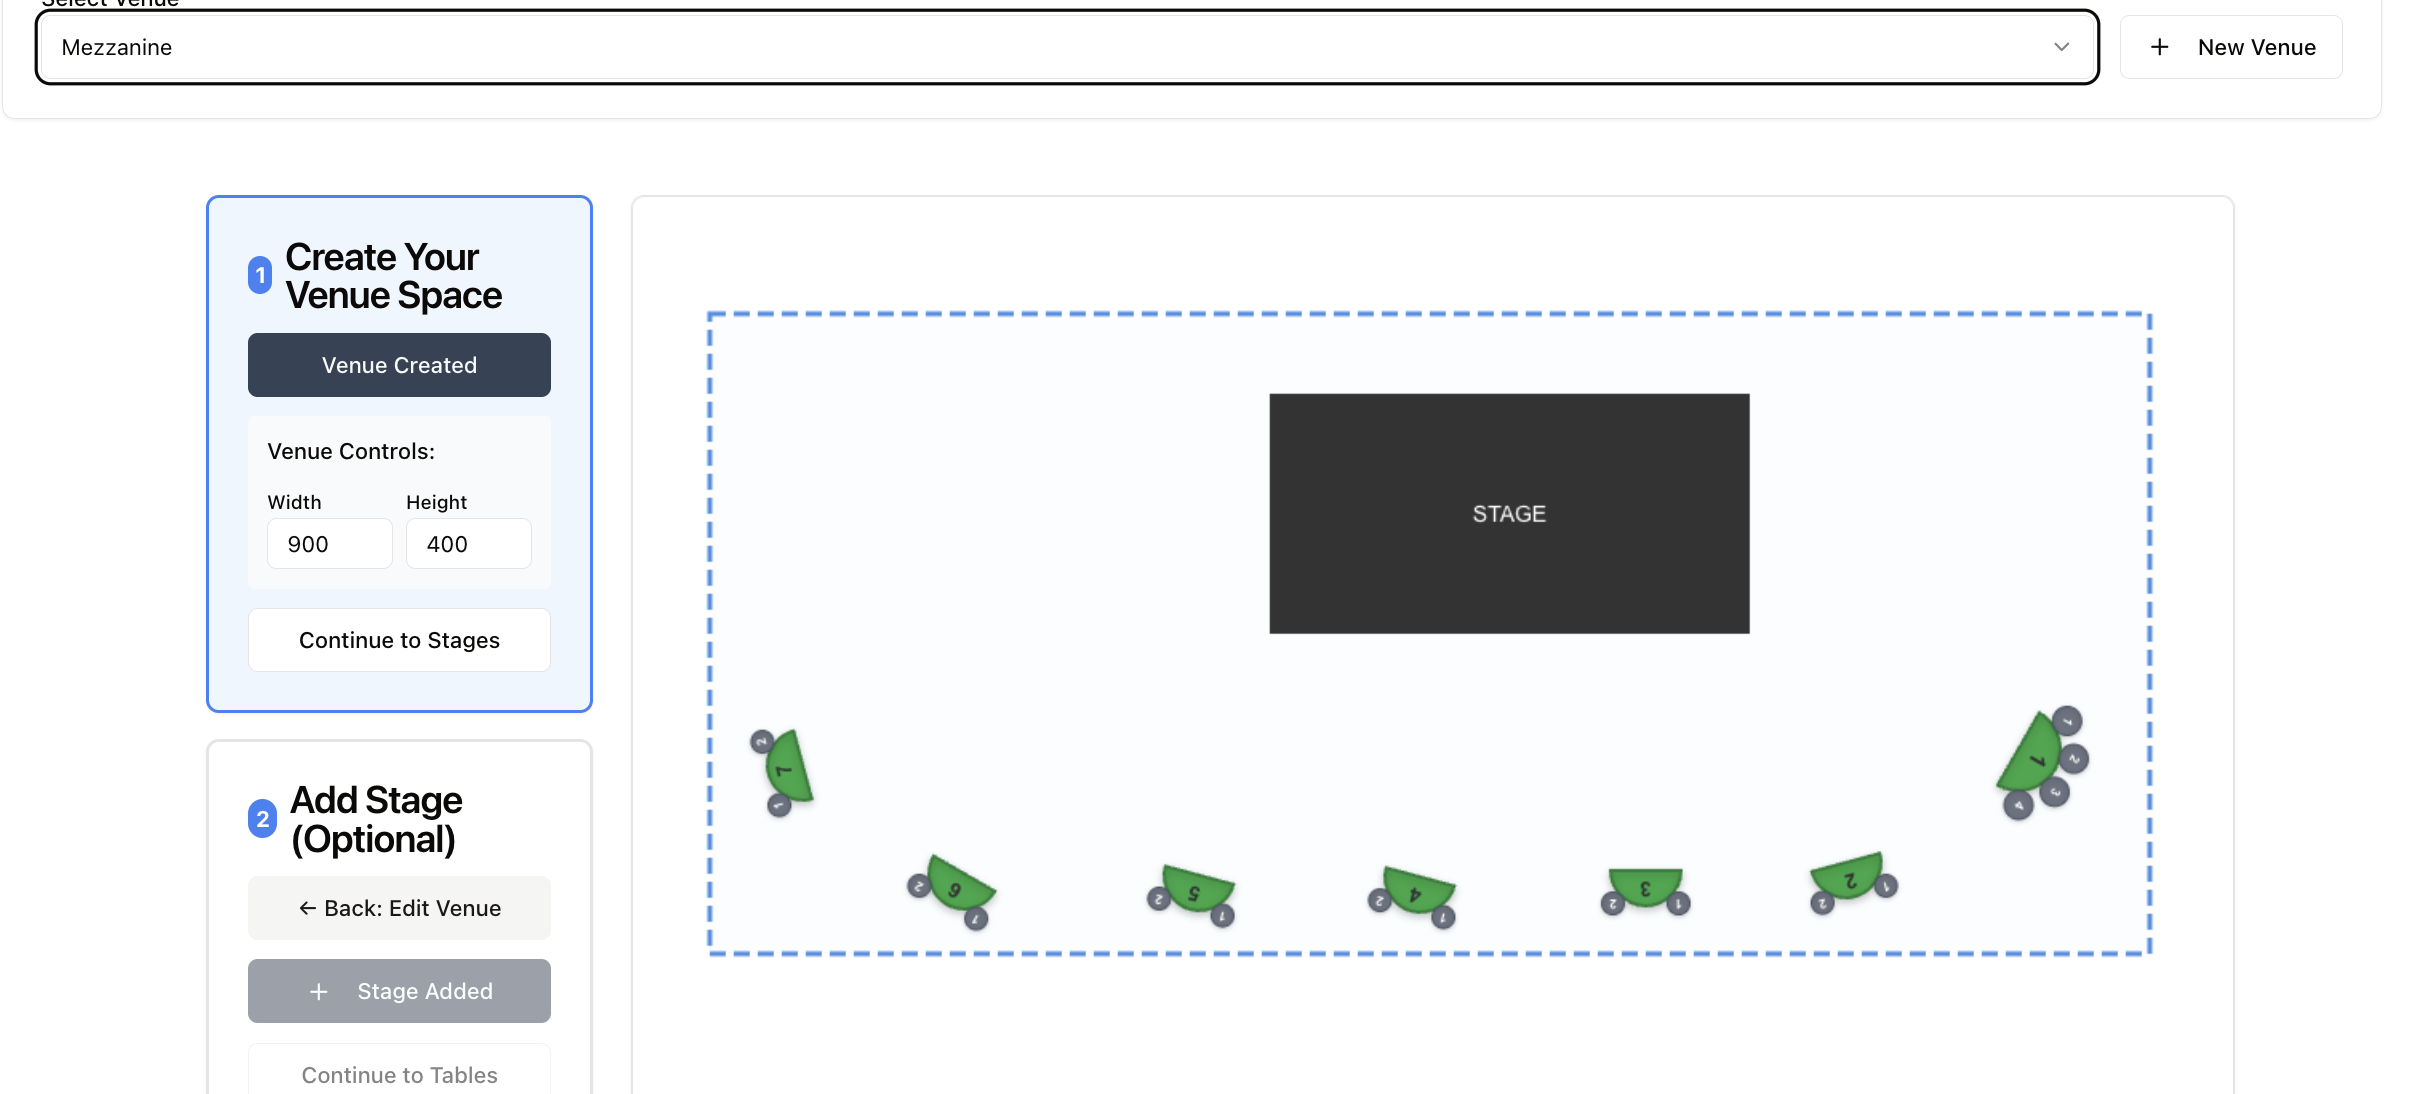 Select Venue
Mezzanine
+ New Venue
1 Create Your
Venue Space
Venue Created
Venue Controls:
Width Height
900 400
Continue to Stages
2 Add Stage
(Optional)
← Back: Edit Venue
+ Stage Added
Continue to Tables
STAGE
7
2
1
6
2
1
5
2
1
4
2
1
3
2
1
2
2
1
1
1
2
3
4